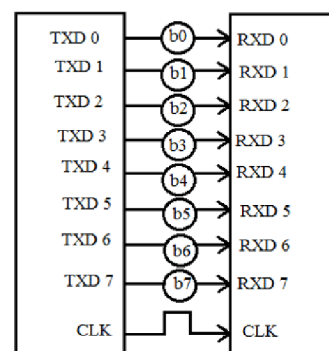 TXD 0 b0 RXD 0
TXD 1 b1 RXD 1
TXD 2 b2 RXD 2
TXD 3 b3 RXD 3
TXD 4 b4 RXD 4
TXD 5 b5 RXD 5
TXD 6 b6 RXD 6
TXD 7 b7 RXD 7
CLK CLK